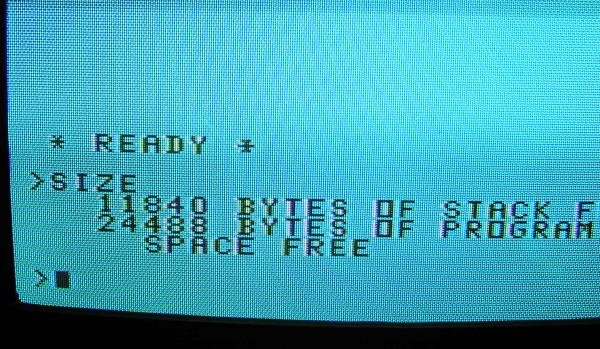 * READY *
>SIZE
11840 BYTES OF STACK F
24488 BYTES OF PROGRAM
SPACE FREE
>